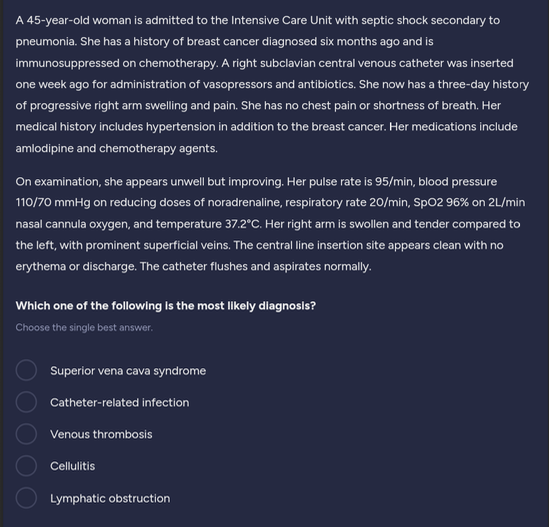 A 45-year-old woman is admitted to the Intensive Care Unit with septic shock secondary to
pneumonia. She has a history of breast cancer diagnosed six months ago and is
immunosuppressed on chemotherapy. A right subclavian central venous catheter was inserted
one week ago for administration of vasopressors and antibiotics. She now has a three-day history
of progressive right arm swelling and pain. She has no chest pain or shortness of breath. Her
medical history includes hypertension in addition to the breast cancer. Her medications include
amlodipine and chemotherapy agents.
On examination, she appears unwell but improving. Her pulse rate is 95/min, blood pressure
110/70 mmHg on reducing doses of noradrenaline, respiratory rate 20/min, SpO2 96% on 2L/min
nasal cannula oxygen, and temperature 37.2°C. Her right arm is swollen and tender compared to
the left, with prominent superficial veins. The central line insertion site appears clean with no
erythema or discharge. The catheter flushes and aspirates normally.
Which one of the following is the most likely diagnosis?
Choose the single best answer.
Superior vena cava syndrome
Catheter-related infection
Venous thrombosis
Cellulitis
Lymphatic obstruction